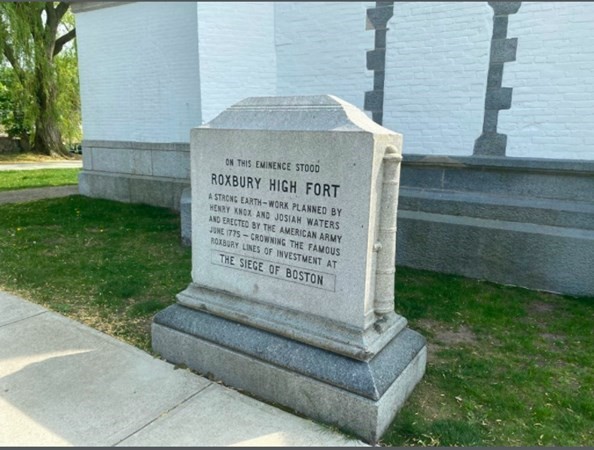 ON THIS EMINENCE STOOD
ROXBURY HIGH FORT
A STRONG EARTH-WORK PLANNED BY
HENRY KNOX AND JOSIAH WATERS
AND ERECTED BY THE AMERICAN ARMY
JUNE 1775 - CROWNING THE FAMOUS
ROXBURY LINES OF INVESTMENT AT
THE SIEGE OF BOSTON